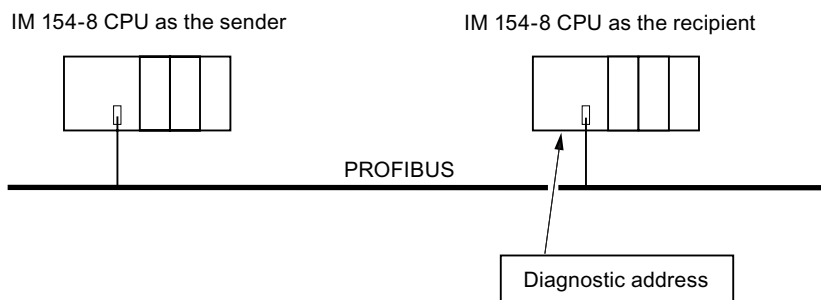 IM 154-8 CPU as the sender
IM 154-8 CPU as the recipient
PROFIBUS
Diagnostic address